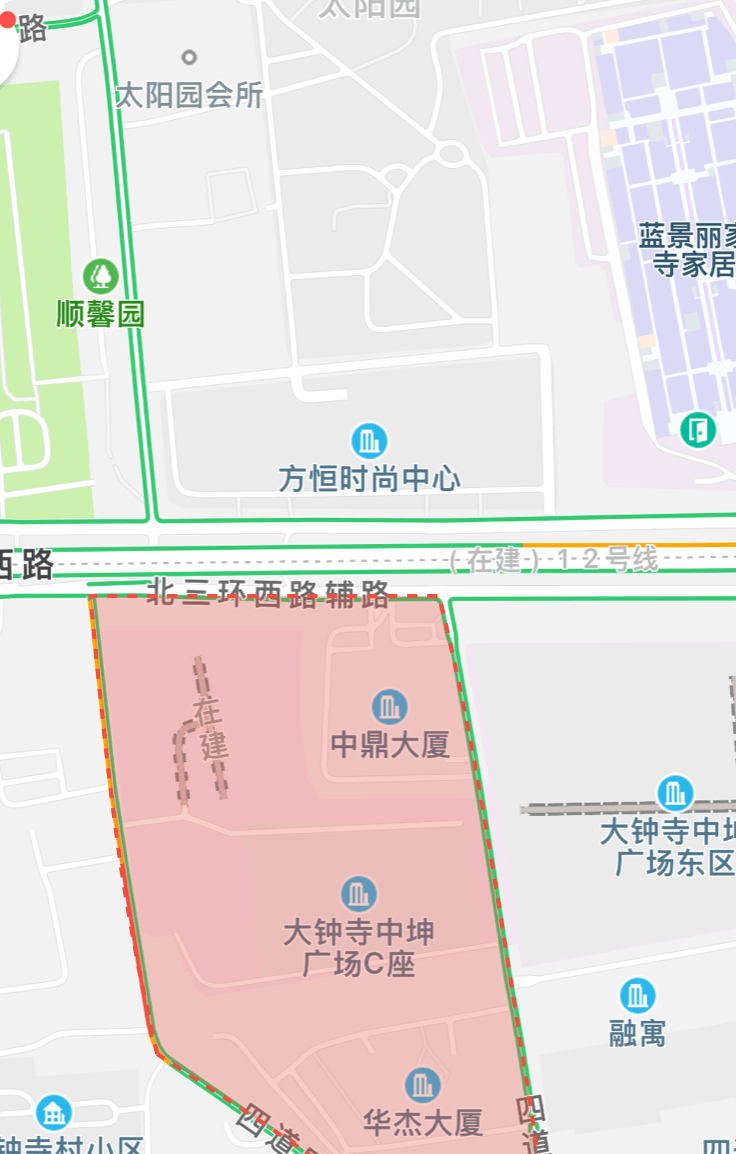 太阳园
路
太阳园会所
蓝景丽家
寺家居
顺馨园
方恒时尚中心
西路
(在建)12号线
北三环西路辅路
在建
中鼎大厦
大钟寺中坤
广场东区
大钟寺中坤
广场C座
融寓
华杰大厦
四道
四道
钟寺村小区
四道